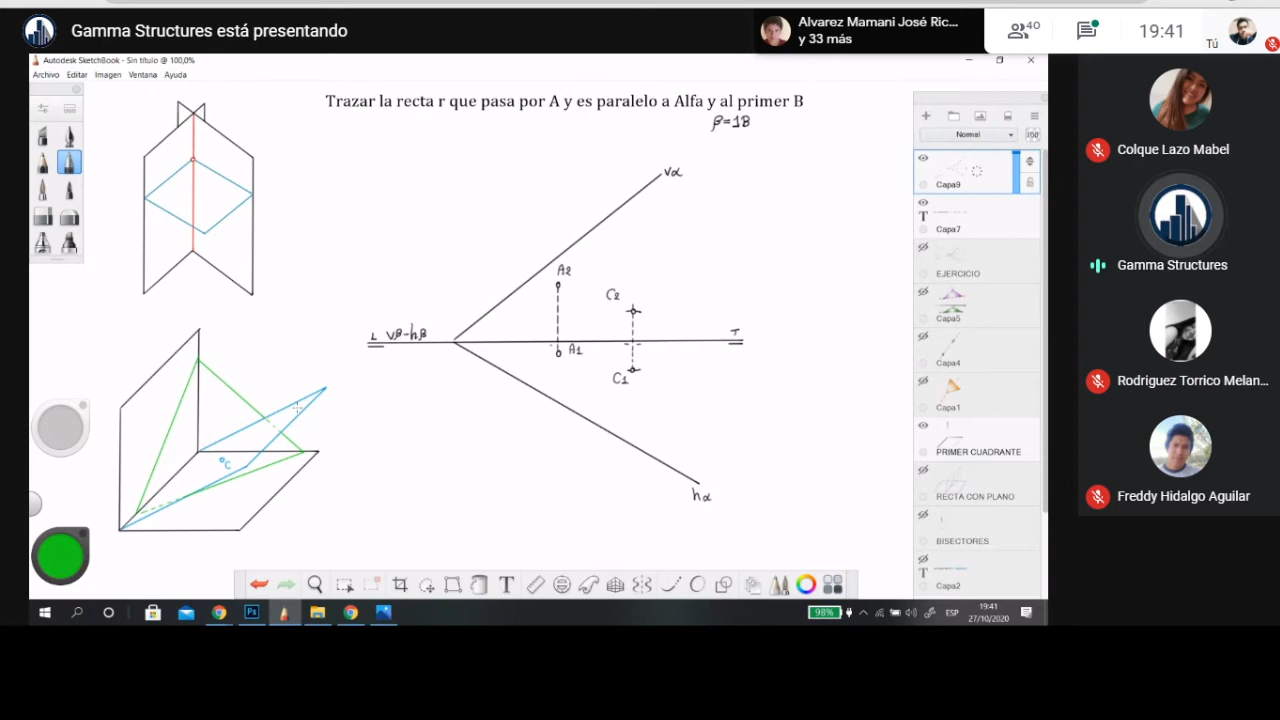 Gamma Structures está presentando
Alvarez Mamani José Ric...
y 33 más
40
19:41
Tú
Autodesk SketchBook - Sin título @ 100,0%
Archivo Editar Imagen Ventana Ayuda
Trazar la recta r que pasa por A y es paralelo a Alfa y al primer B
β=1B
Vα
A2
C2
L Vβ-hβ
T
A1
C1
hα
°C
Normal
100
Capa9
T
Capa7
EJERCICIO
Capa5
Capa4
Capa1
PRIMER CUADRANTE
RECTA CON PLANO
BISECTORES
T
Capa2
T
Ps
98%
ESP
19:41
27/10/2020
Colque Lazo Mabel
Gamma Structures
Rodriguez Torrico Melan...
Freddy Hidalgo Aguilar